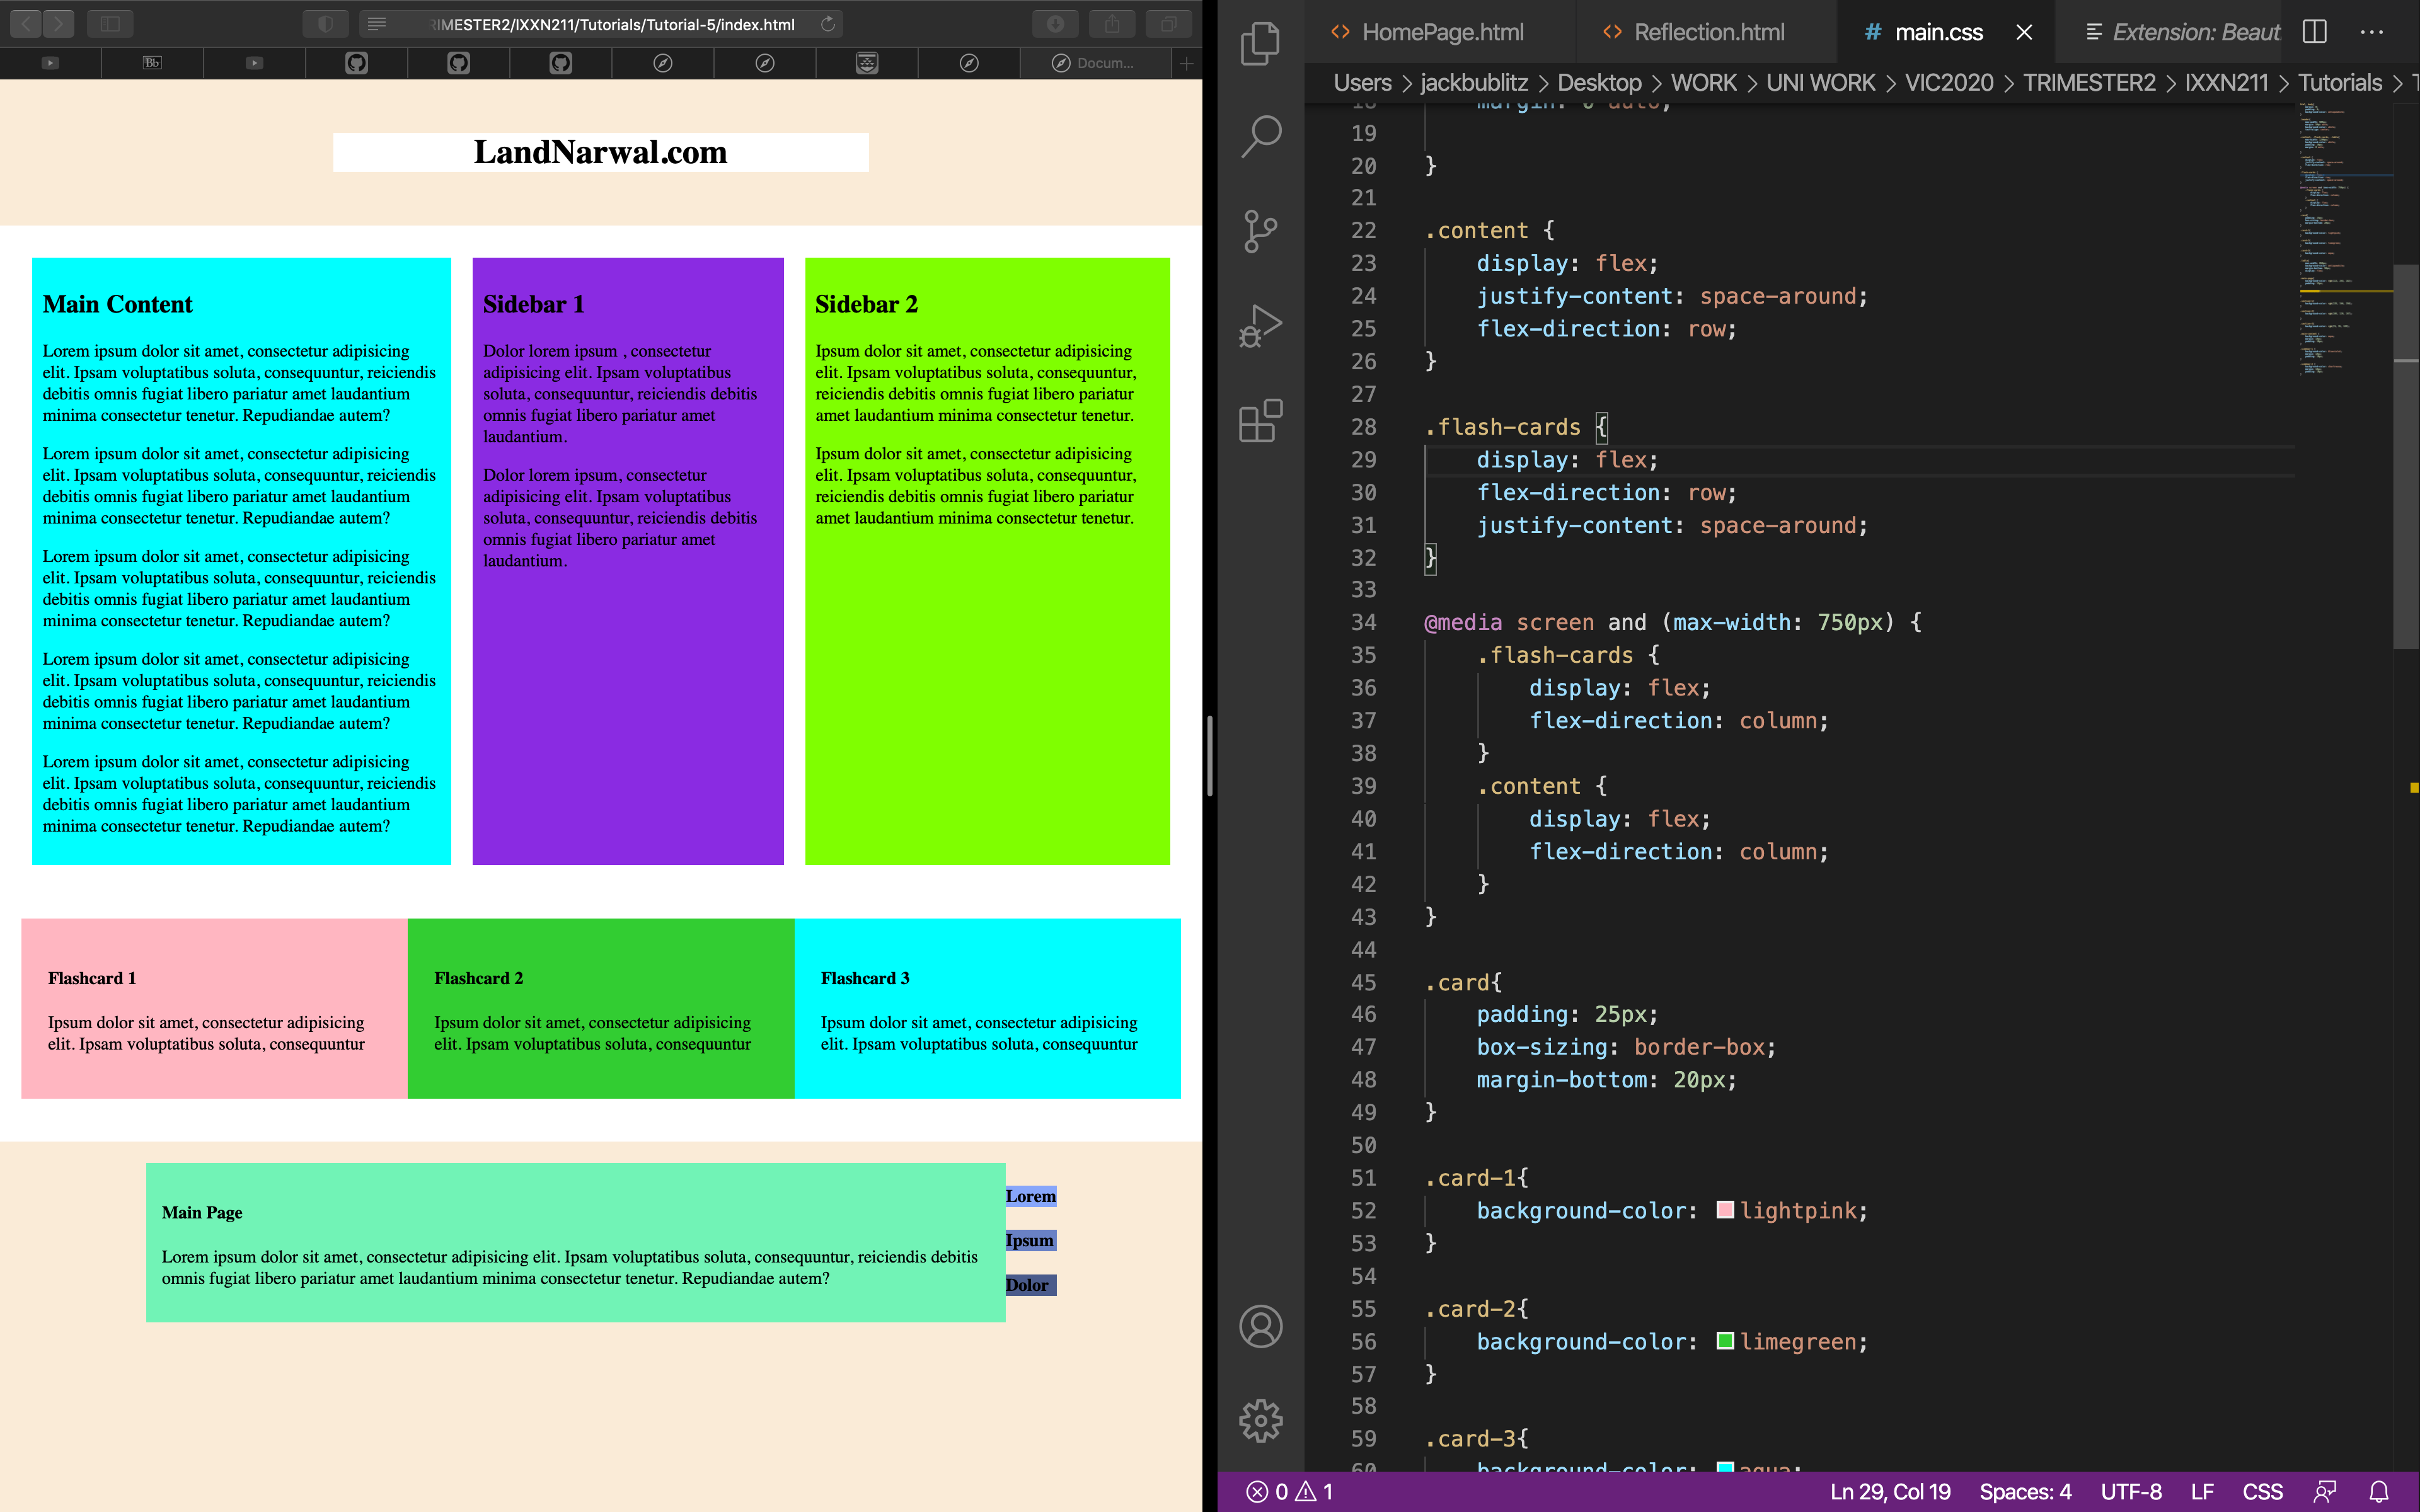 RIMESTER2/IXXN211/Tutorials/Tutorial-5/index.html
Bb
Docum...
LandNarwal.com
Main Content
Lorem ipsum dolor sit amet, consectetur adipisicing
elit. Ipsam voluptatibus soluta, consequuntur, reiciendis
debitis omnis fugiat libero pariatur amet laudantium
minima consectetur tenetur. Repudiandae autem?
Lorem ipsum dolor sit amet, consectetur adipisicing
elit. Ipsam voluptatibus soluta, consequuntur, reiciendis
debitis omnis fugiat libero pariatur amet laudantium
minima consectetur tenetur. Repudiandae autem?
Lorem ipsum dolor sit amet, consectetur adipisicing
elit. Ipsam voluptatibus soluta, consequuntur, reiciendis
debitis omnis fugiat libero pariatur amet laudantium
minima consectetur tenetur. Repudiandae autem?
Lorem ipsum dolor sit amet, consectetur adipisicing
elit. Ipsam voluptatibus soluta, consequuntur, reiciendis
debitis omnis fugiat libero pariatur amet laudantium
minima consectetur tenetur. Repudiandae autem?
Lorem ipsum dolor sit amet, consectetur adipisicing
elit. Ipsam voluptatibus soluta, consequuntur, reiciendis
debitis omnis fugiat libero pariatur amet laudantium
minima consectetur tenetur. Repudiandae autem?
Sidebar 1
Dolor lorem ipsum , consectetur
adipisicing elit. Ipsam voluptatibus
soluta, consequuntur, reiciendis debitis
omnis fugiat libero pariatur amet
laudantium.
Dolor lorem ipsum, consectetur
adipisicing elit. Ipsam voluptatibus
soluta, consequuntur, reiciendis debitis
omnis fugiat libero pariatur amet
laudantium.
Sidebar 2
Ipsum dolor sit amet, consectetur adipisicing
elit. Ipsam voluptatibus soluta, consequuntur,
reiciendis debitis omnis fugiat libero pariatur
amet laudantium minima consectetur tenetur.
Ipsum dolor sit amet, consectetur adipisicing
elit. Ipsam voluptatibus soluta, consequuntur,
reiciendis debitis omnis fugiat libero pariatur
amet laudantium minima consectetur tenetur.
Flashcard 1
Ipsum dolor sit amet, consectetur adipisicing
elit. Ipsam voluptatibus soluta, consequuntur
Flashcard 2
Ipsum dolor sit amet, consectetur adipisicing
elit. Ipsam voluptatibus soluta, consequuntur
Flashcard 3
Ipsum dolor sit amet, consectetur adipisicing
elit. Ipsam voluptatibus soluta, consequuntur
Main Page
Lorem ipsum dolor sit amet, consectetur adipisicing elit. Ipsam voluptatibus soluta, consequuntur, reiciendis debitis
omnis fugiat libero pariatur amet laudantium minima consectetur tenetur. Repudiandae autem?
Lorem
Ipsum
Dolor
<> HomePage.html <> Reflection.html # main.css Extension: Beaut ...
Users > jackbublitz > Desktop > WORK > UNI WORK > VIC2020 > TRIMESTER2 > IXXN211 > Tutorials >
18 margin: 0 auto;
19
20 }
21
22 .content {
23 display: flex;
24 justify-content: space-around;
25 flex-direction: row;
26 }
27
28 .flash-cards {
29 display: flex;
30 flex-direction: row;
31 justify-content: space-around;
32 }
33
34 @media screen and (max-width: 750px) {
35 .flash-cards {
36 display: flex;
37 flex-direction: column;
38 }
39 .content {
40 display: flex;
41 flex-direction: column;
42 }
43 }
44
45 .card{
46 padding: 25px;
47 box-sizing: border-box;
48 margin-bottom: 20px;
49 }
50
51 .card-1{
52 background-color: lightpink;
53 }
54
55 .card-2{
56 background-color: limegreen;
57 }
58
59 .card-3{
60 background-color: aqua;
0 1 Ln 29, Col 19 Spaces: 4 UTF-8 LF CSS